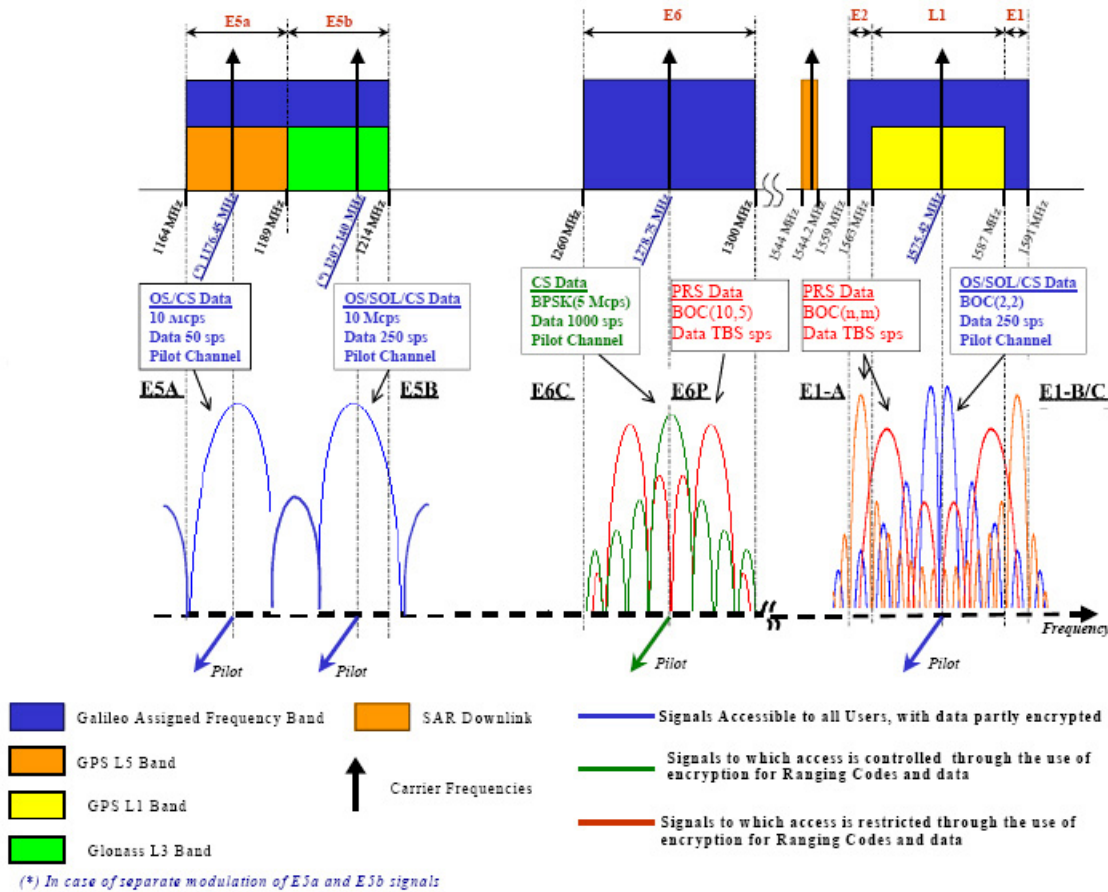 E5a E5b E6 E2 L1 E1
1164 MHz
(*) 1176.45 MHz
1189 MHz
(*) 1207.140 MHz
1214 MHz
1260 MHz
1278.75 MHz
1300 MHz
1544 MHz
1544.2 MHz
1559 MHz
1563 MHz
1575.42 MHz
1587 MHz
1591 MHz
OS/CS Data
10 Mcps
Data 50 sps
Pilot Channel
OS/SOL/CS Data
10 Mcps
Data 250 sps
Pilot Channel
CS Data
BPSK(5 Mcps)
Data 1000 sps
Pilot Channel
PRS Data
BOC(10,5)
Data TBS sps
PRS Data
BOC(n,m)
Data TBS sps
OS/SOL/CS Data
BOC(2,2)
Data 250 sps
Pilot Channel
E5A E5B E6C E6P E1-A E1-B/C
Frequency
Pilot Pilot Pilot Pilot
Galileo Assigned Frequency Band
GPS L5 Band
GPS L1 Band
Glonass L3 Band
SAR Downlink
Carrier Frequencies
Signals Accessible to all Users, with data partly encrypted
Signals to which access is controlled through the use of
encryption for Ranging Codes and data
Signals to which access is restricted through the use of
encryption for Ranging Codes and data
(*) In case of separate modulation of E5a and E5b signals